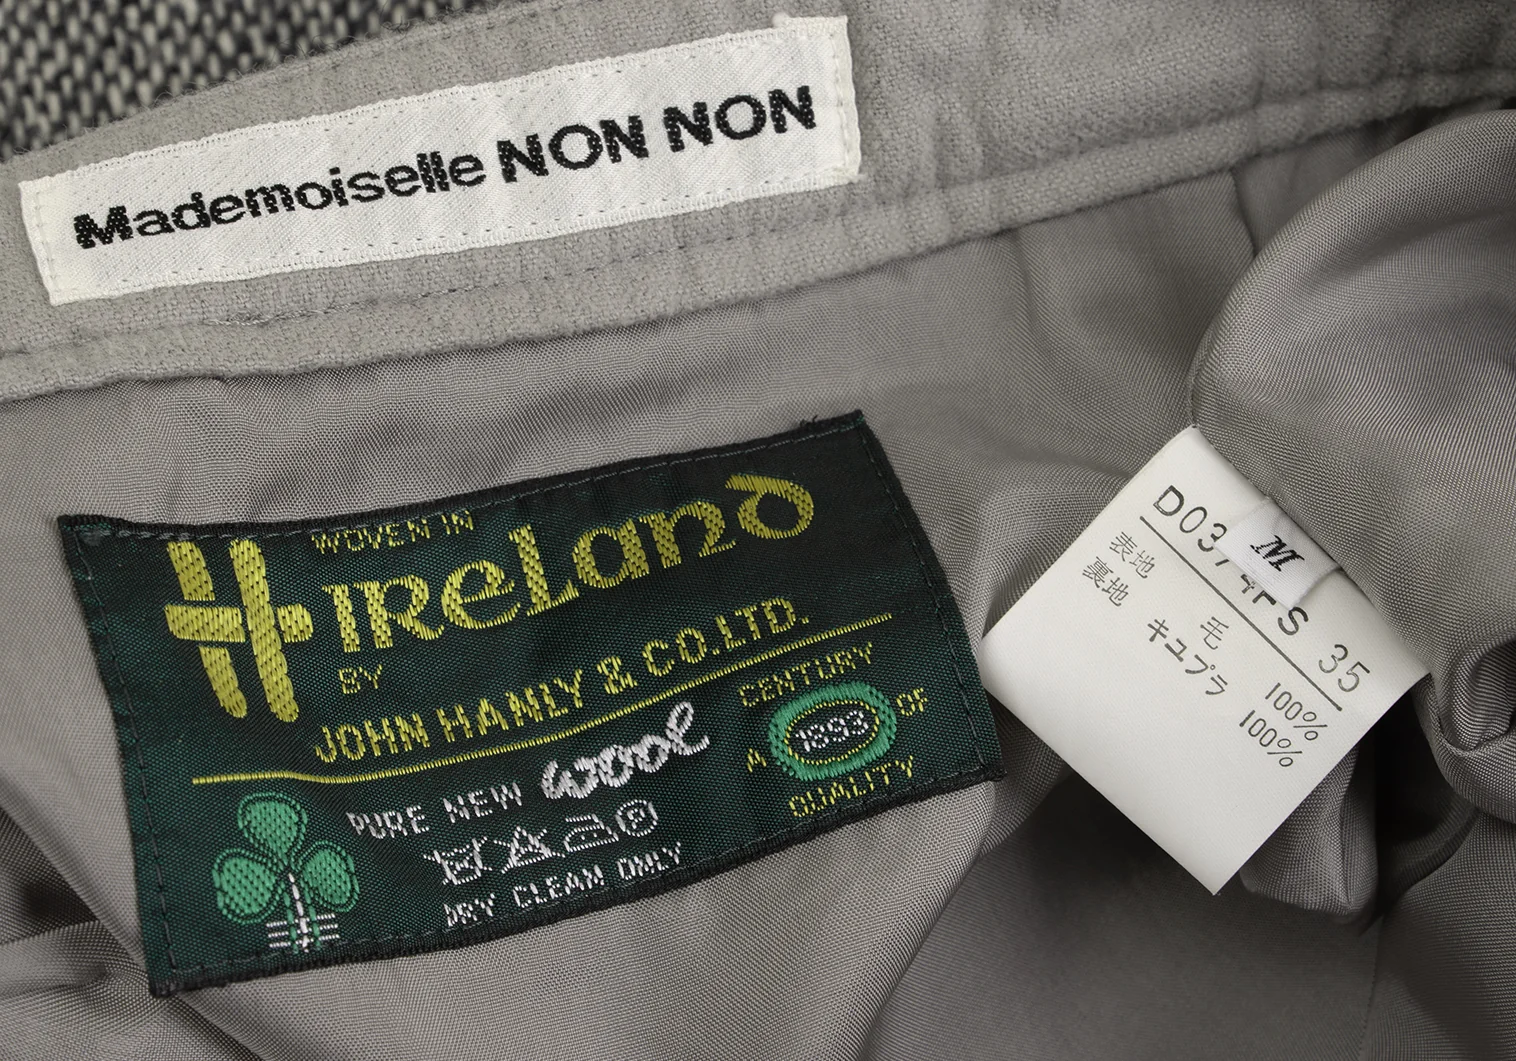 Mademoiselle NON NON
WOVEN IN
IRELAND
BY
JOHN HANLY & CO.LTD.
PURE NEW wool
DRY CLEAN ONLY
A CENTURY OF QUALITY
1893
M
35
表地 毛 100%
裏地 キユプラ 100%